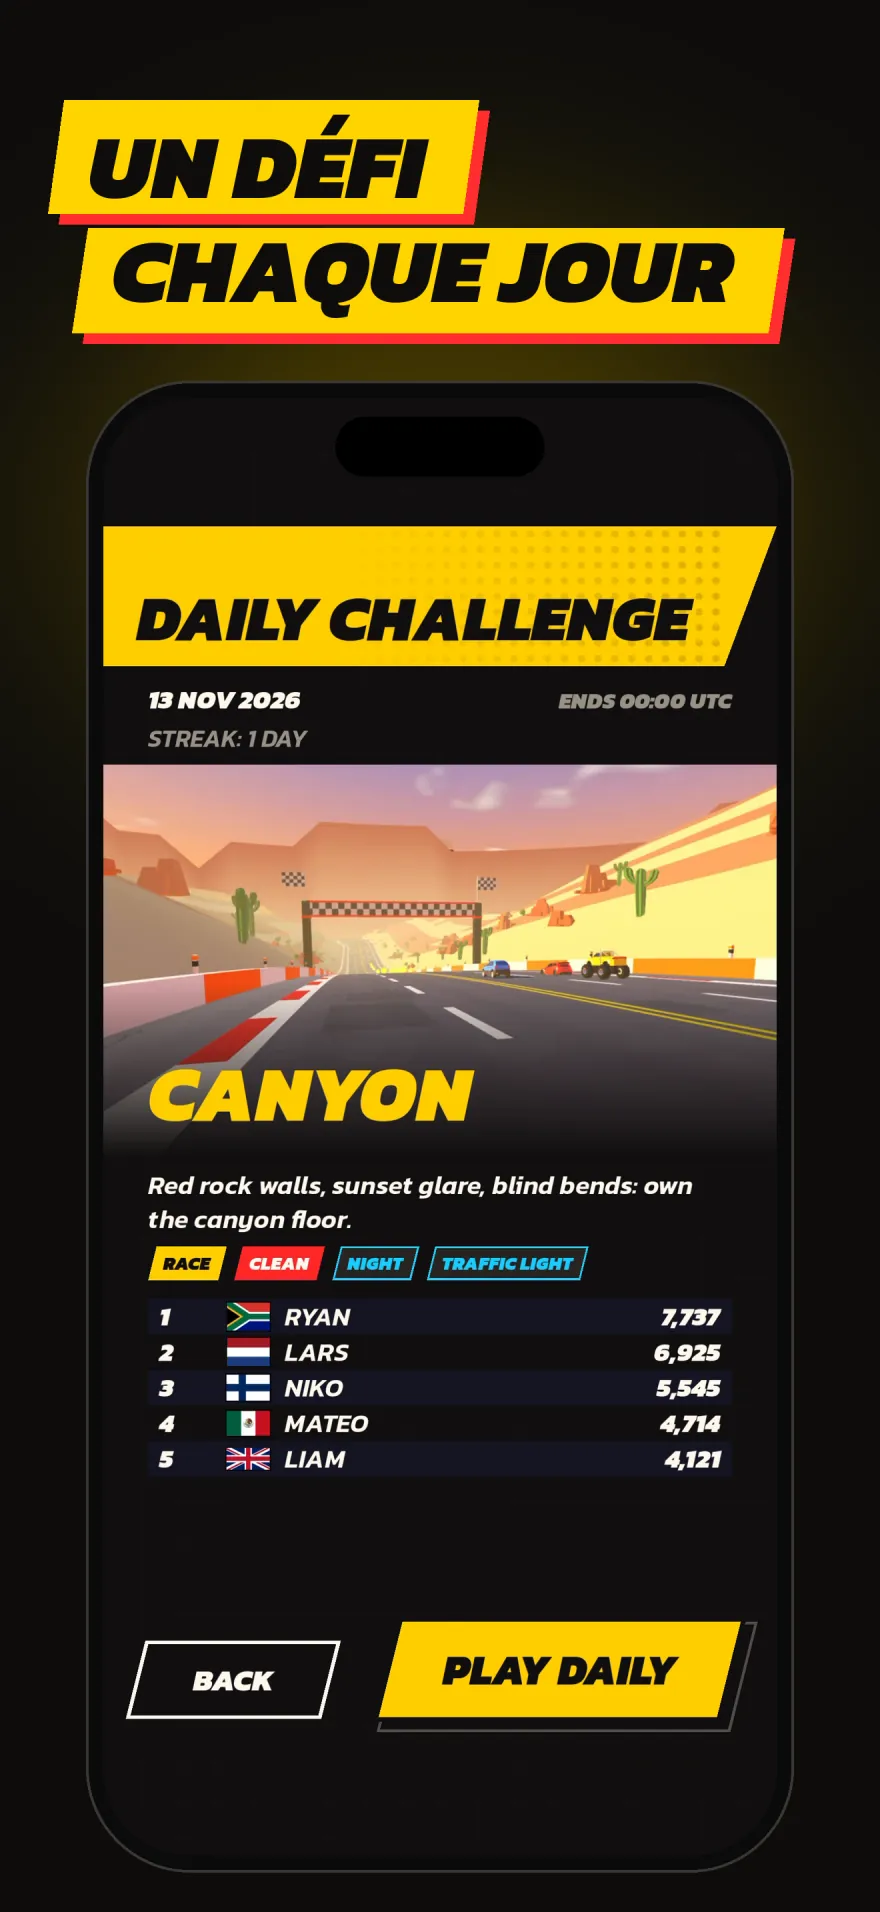 UN DÉFI
CHAQUE JOUR
DAILY CHALLENGE
13 NOV 2026
ENDS 00:00 UTC
STREAK: 1 DAY
CANYON
Red rock walls, sunset glare, blind bends: own
the canyon floor.
RACE CLEAN NIGHT TRAFFIC LIGHT
1 RYAN 7,737
2 LARS 6,925
3 NIKO 5,545
4 MATEO 4,714
5 LIAM 4,121
BACK
PLAY DAILY